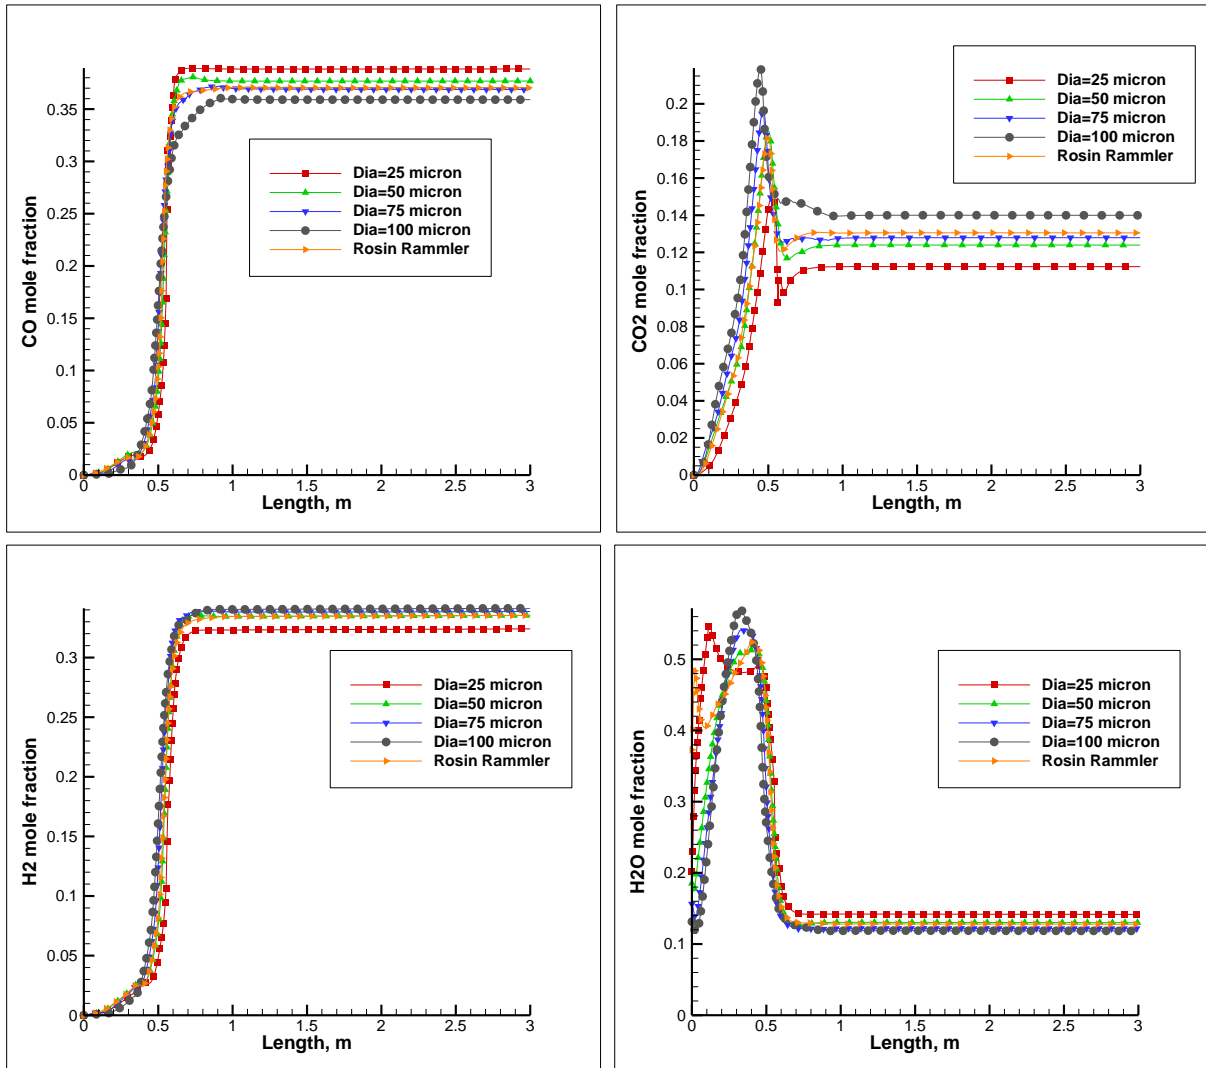 CO mole fraction
0.35
0.3
0.25
0.2
0.15
0.1
0.05
0
0 0.5 1 1.5 2 2.5 3
Length, m
Dia=25 micron
Dia=50 micron
Dia=75 micron
Dia=100 micron
Rosin Rammler
CO2 mole fraction
0.2
0.18
0.16
0.14
0.12
0.1
0.08
0.06
0.04
0.02
0
0 0.5 1 1.5 2 2.5 3
Length, m
Dia=25 micron
Dia=50 micron
Dia=75 micron
Dia=100 micron
Rosin Rammler
H2 mole fraction
0.3
0.25
0.2
0.15
0.1
0.05
0
0 0.5 1 1.5 2 2.5 3
Length, m
Dia=25 micron
Dia=50 micron
Dia=75 micron
Dia=100 micron
Rosin Rammler
H2O mole fraction
0.5
0.4
0.3
0.2
0.1
0
0 0.5 1 1.5 2 2.5 3
Length, m
Dia=25 micron
Dia=50 micron
Dia=75 micron
Dia=100 micron
Rosin Rammler